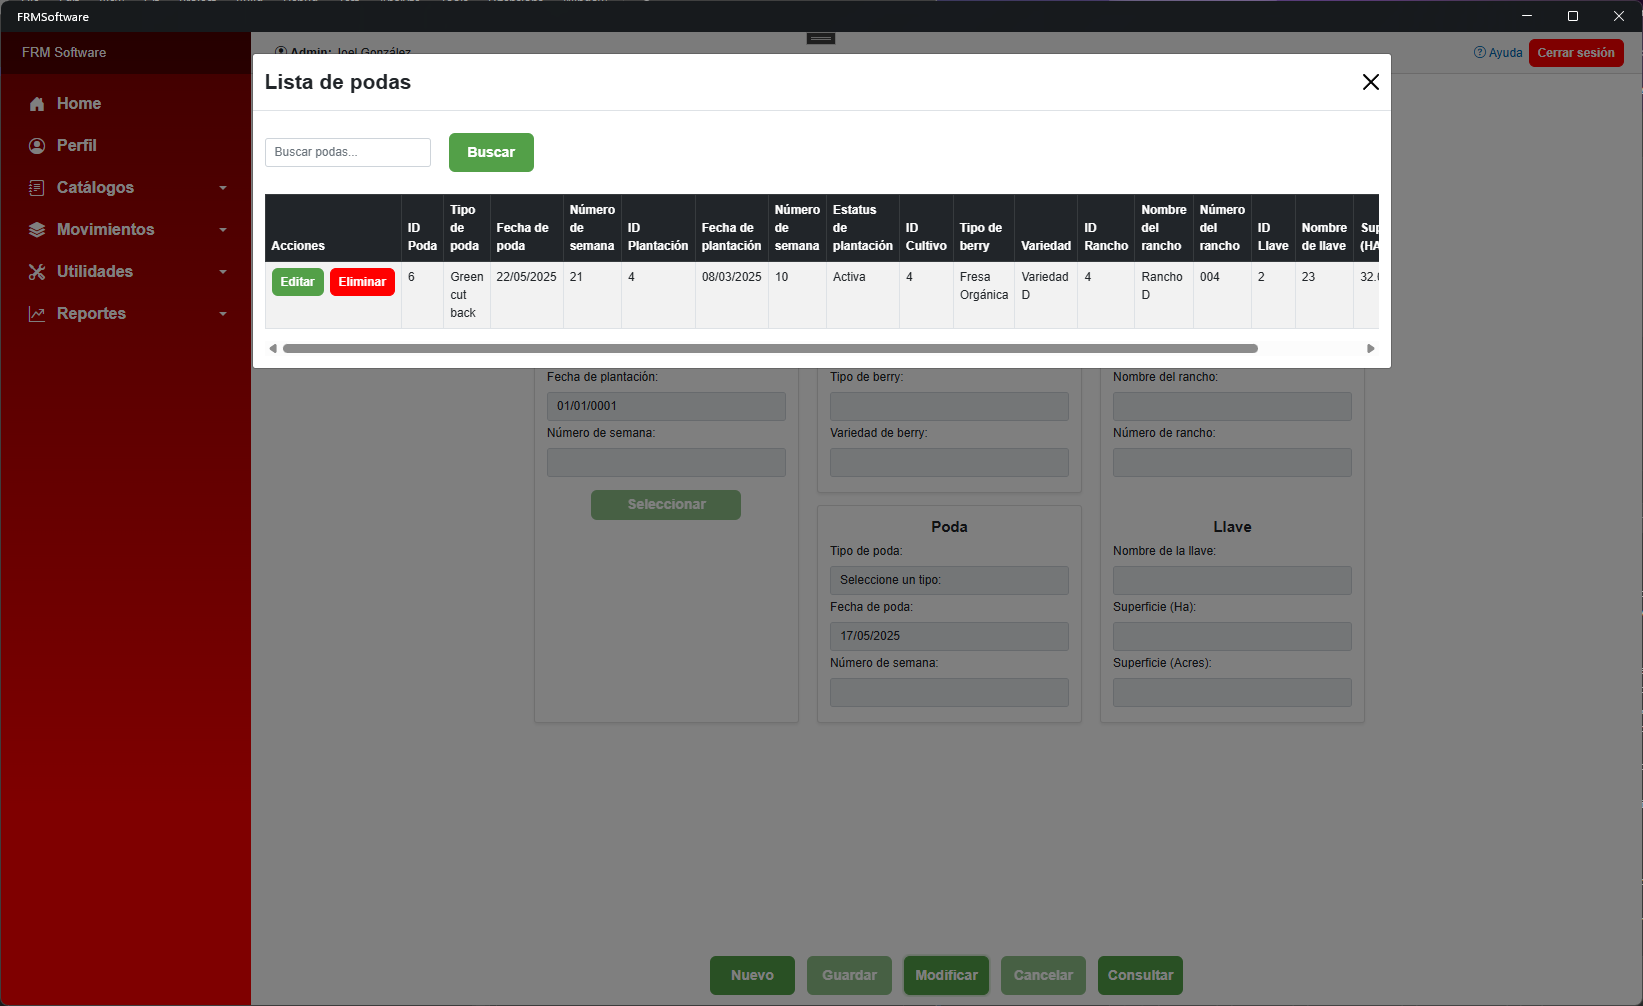 FRMSoftware
FRM Software
Admin: Joel González
Ayuda
Cerrar sesión
Home
Perfil
Catálogos
Movimientos
Utilidades
Reportes
Lista de podas
Buscar podas...
Buscar
Acciones
ID Poda
Tipo de poda
Fecha de poda
Número de semana
ID Plantación
Fecha de plantación
Número de semana
Estatus de plantación
ID Cultivo
Tipo de berry
Variedad
ID Rancho
Nombre del rancho
Número del rancho
ID Llave
Nombre de llave
Editar
Eliminar
6
Green cut back
22/05/2025
21
4
08/03/2025
10
Activa
4
Fresa Orgánica
Variedad D
4
Rancho D
004
2
23
Fecha de plantación:
01/01/0001
Número de semana:
Seleccionar
Tipo de berry:
Variedad de berry:
Nombre del rancho:
Número de rancho:
Poda
Tipo de poda:
Seleccione un tipo:
Fecha de poda:
17/05/2025
Número de semana:
Llave
Nombre de la llave:
Superficie (Ha):
Superficie (Acres):
Nuevo
Guardar
Modificar
Cancelar
Consultar